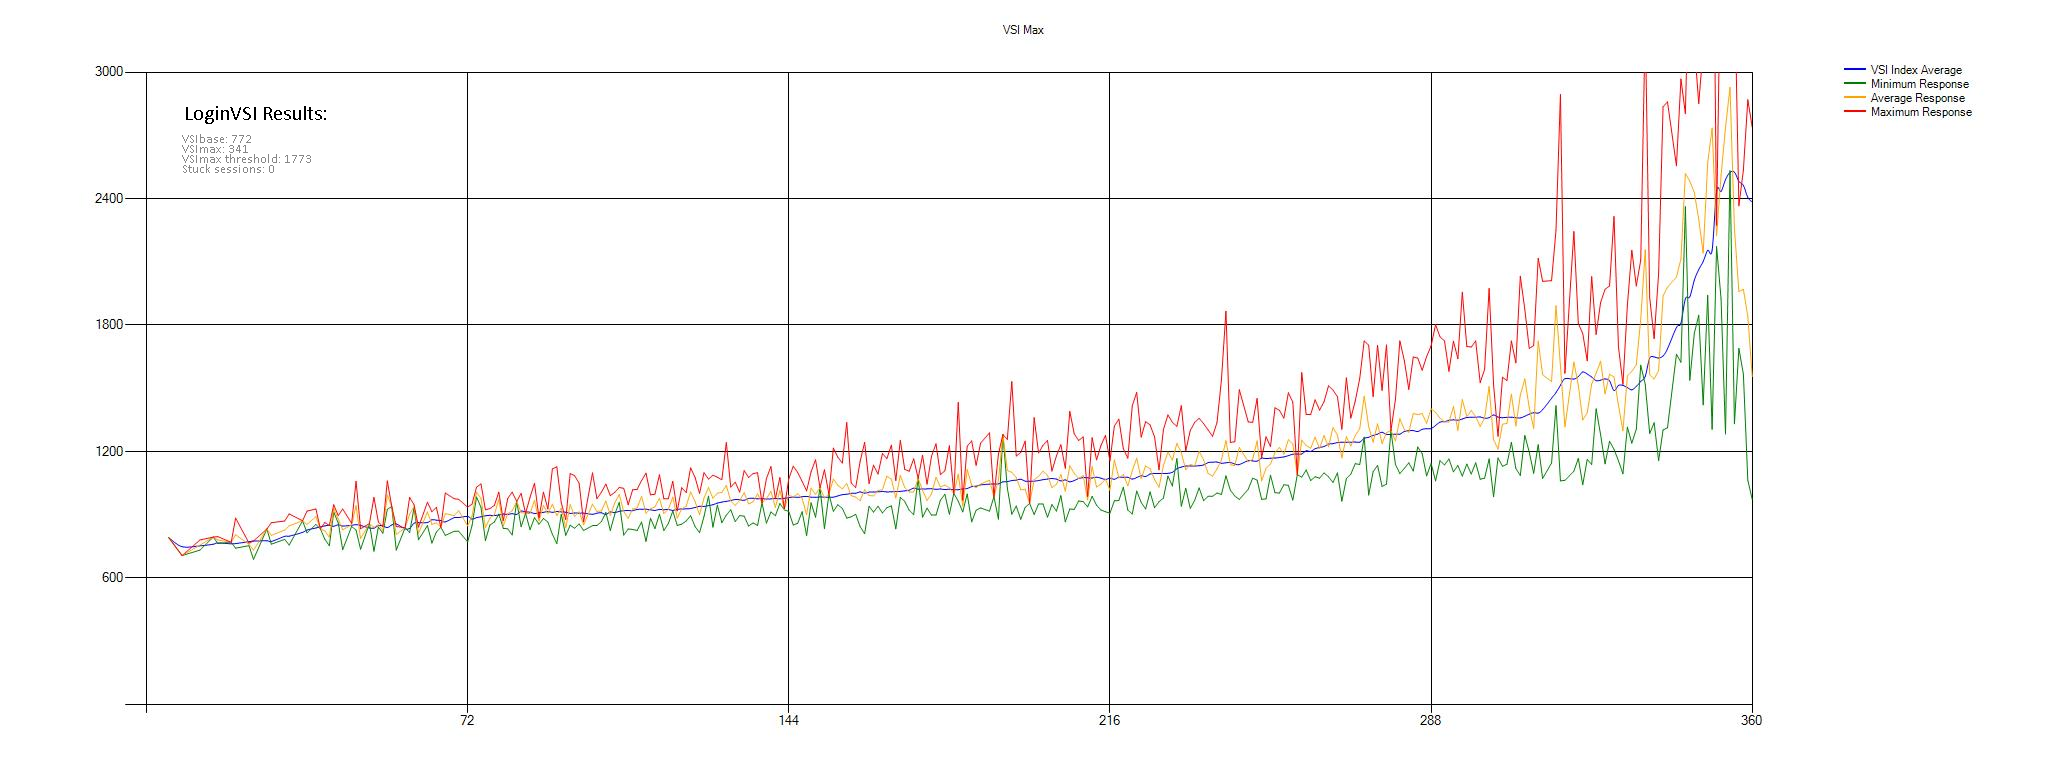 VSI Max
3000
2400
1800
1200
600
LoginVSI Results:
VSIbase: 772
VSImax: 341
VSImax threshold: 1773
Stuck sessions: 0
VSI Index Average
Minimum Response
Average Response
Maximum Response
72
144
216
288
360